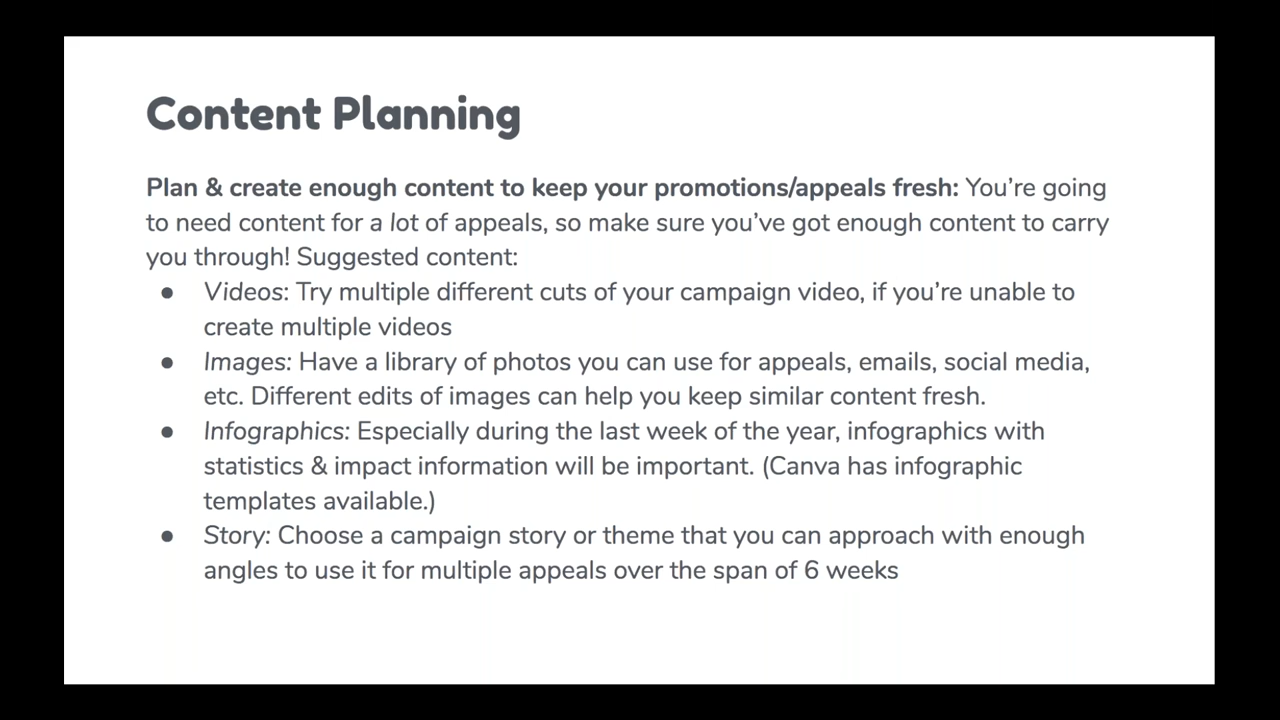 Content Planning
Plan & create enough content to keep your promotions/appeals fresh: You’re going
to need content for a lot of appeals, so make sure you’ve got enough content to carry
you through! Suggested content:
● Videos: Try multiple different cuts of your campaign video, if you’re unable to
create multiple videos
● Images: Have a library of photos you can use for appeals, emails, social media,
etc. Different edits of images can help you keep similar content fresh.
● Infographics: Especially during the last week of the year, infographics with
statistics & impact information will be important. (Canva has infographic
templates available.)
● Story: Choose a campaign story or theme that you can approach with enough
angles to use it for multiple appeals over the span of 6 weeks